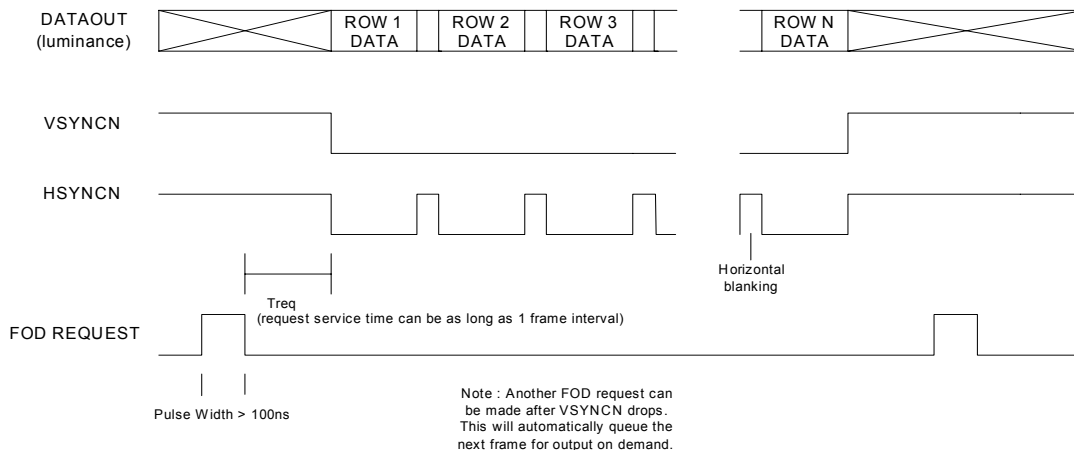 DATAOUT
(luminance)
ROW 1
DATA
ROW 2
DATA
ROW 3
DATA
ROW N
DATA
VSYNCN
HSYNCN
Horizontal
blanking
Treq
(request service time can be as long as 1 frame interval)
FOD REQUEST
Pulse Width > 100ns
Note : Another FOD request can
be made after VSYNCN drops.
This will automatically queue the
next frame for output on demand.